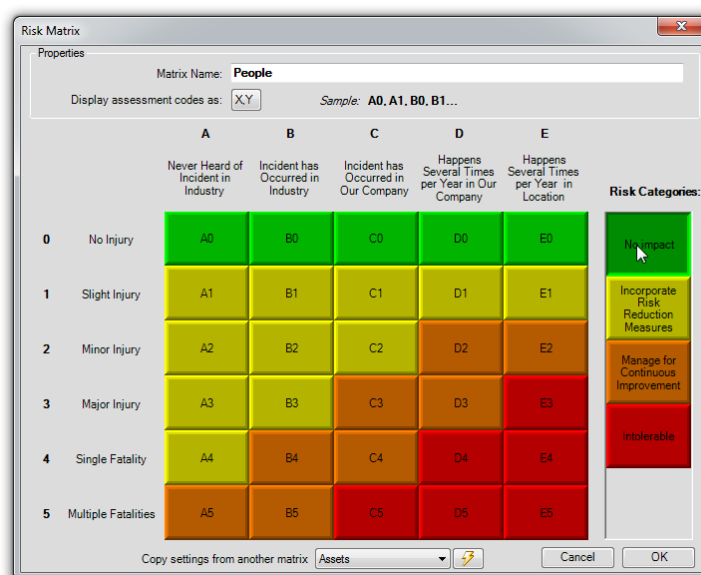 Risk Matrix
Properties
Matrix Name: People
Display assessment codes as: X,Y Sample: A0, A1, B0, B1...
A B C D E
Never Heard of
Incident in
Industry
Incident has
Occurred in
Industry
Incident has
Occurred in
Our Company
Happens
Several Times
per Year in Our
Company
Happens
Several Times
per Year in
Location
Risk Categories:
0 No Injury A0 B0 C0 D0 E0
No impact
1 Slight Injury A1 B1 C1 D1 E1
Incorporate
Risk
Reduction
Measures
2 Minor Injury A2 B2 C2 D2 E2
Manage for
Continuous
Improvement
3 Major Injury A3 B3 C3 D3 E3
Intolerable
4 Single Fatality A4 B4 C4 D4 E4
5 Multiple Fatalities A5 B5 C5 D5 E5
Copy settings from another matrix Assets Cancel OK